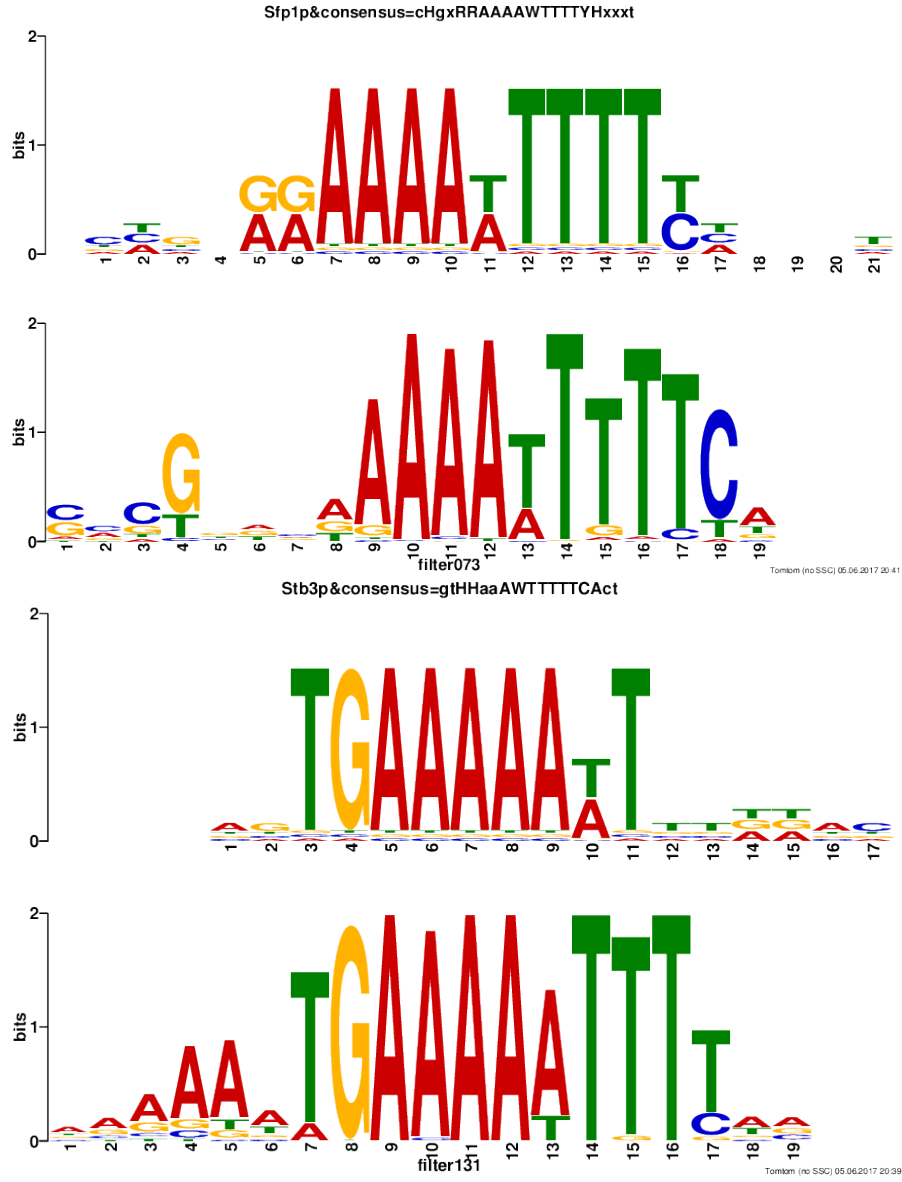 Sfp1p&consensus=cHgxRRAAAAWTTTTYHxxxt
2
bits
1
0
1 2 3 4 5 6 7 8 9 10 11 12 13 14 15 16 17 18 19 20 21
2
bits
1
0
1 2 3 4 5 6 7 8 9 10 11 12 13 14 15 16 17 18 19
filter073
Tomtom (no SSC) 05.06.2017 20:41
Stb3p&consensus=gtHHaaAWTTTTTCAct
2
bits
1
0
1 2 3 4 5 6 7 8 9 10 11 12 13 14 15 16 17
2
bits
1
0
1 2 3 4 5 6 7 8 9 10 11 12 13 14 15 16 17 18 19
filter131
Tomtom (no SSC) 05.06.2017 20:39